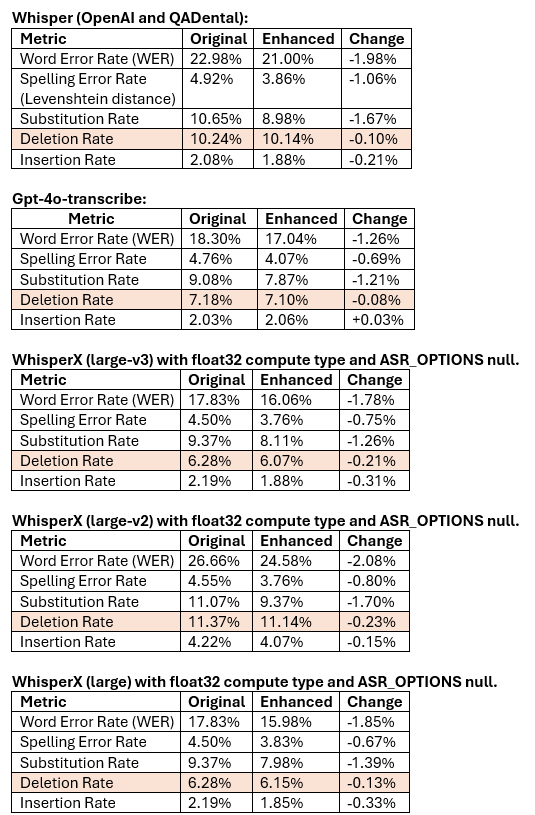 Whisper (OpenAI and QADental):
Metric Original Enhanced Change
Word Error Rate (WER) 22.98% 21.00% -1.98%
Spelling Error Rate 4.92% 3.86% -1.06%
(Levenshtein distance)
Substitution Rate 10.65% 8.98% -1.67%
Deletion Rate 10.24% 10.14% -0.10%
Insertion Rate 2.08% 1.88% -0.21%
Gpt-4o-transcribe:
Metric Original Enhanced Change
Word Error Rate (WER) 18.30% 17.04% -1.26%
Spelling Error Rate 4.76% 4.07% -0.69%
Substitution Rate 9.08% 7.87% -1.21%
Deletion Rate 7.18% 7.10% -0.08%
Insertion Rate 2.03% 2.06% +0.03%
WhisperX (large-v3) with float32 compute type and ASR_OPTIONS null.
Metric Original Enhanced Change
Word Error Rate (WER) 17.83% 16.06% -1.78%
Spelling Error Rate 4.50% 3.76% -0.75%
Substitution Rate 9.37% 8.11% -1.26%
Deletion Rate 6.28% 6.07% -0.21%
Insertion Rate 2.19% 1.88% -0.31%
WhisperX (large-v2) with float32 compute type and ASR_OPTIONS null.
Metric Original Enhanced Change
Word Error Rate (WER) 26.66% 24.58% -2.08%
Spelling Error Rate 4.55% 3.76% -0.80%
Substitution Rate 11.07% 9.37% -1.70%
Deletion Rate 11.37% 11.14% -0.23%
Insertion Rate 4.22% 4.07% -0.15%
WhisperX (large) with float32 compute type and ASR_OPTIONS null.
Metric Original Enhanced Change
Word Error Rate (WER) 17.83% 15.98% -1.85%
Spelling Error Rate 4.50% 3.83% -0.67%
Substitution Rate 9.37% 7.98% -1.39%
Deletion Rate 6.28% 6.15% -0.13%
Insertion Rate 2.19% 1.85% -0.33%